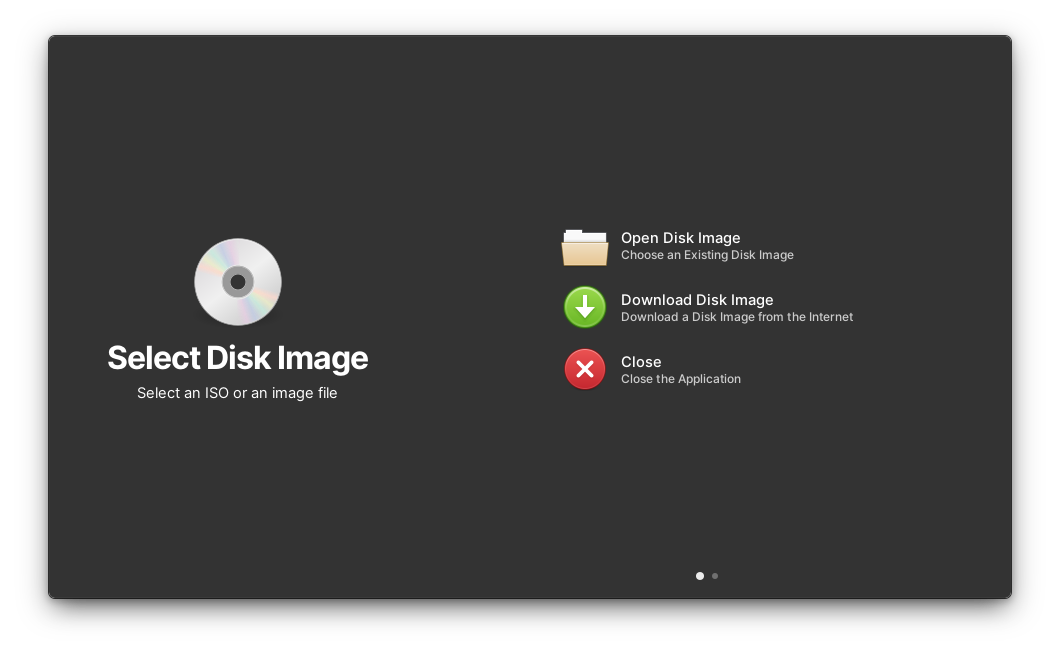 Select Disk Image
Select an ISO or an image file
Open Disk Image
Choose an Existing Disk Image
Download Disk Image
Download a Disk Image from the Internet
Close
Close the Application